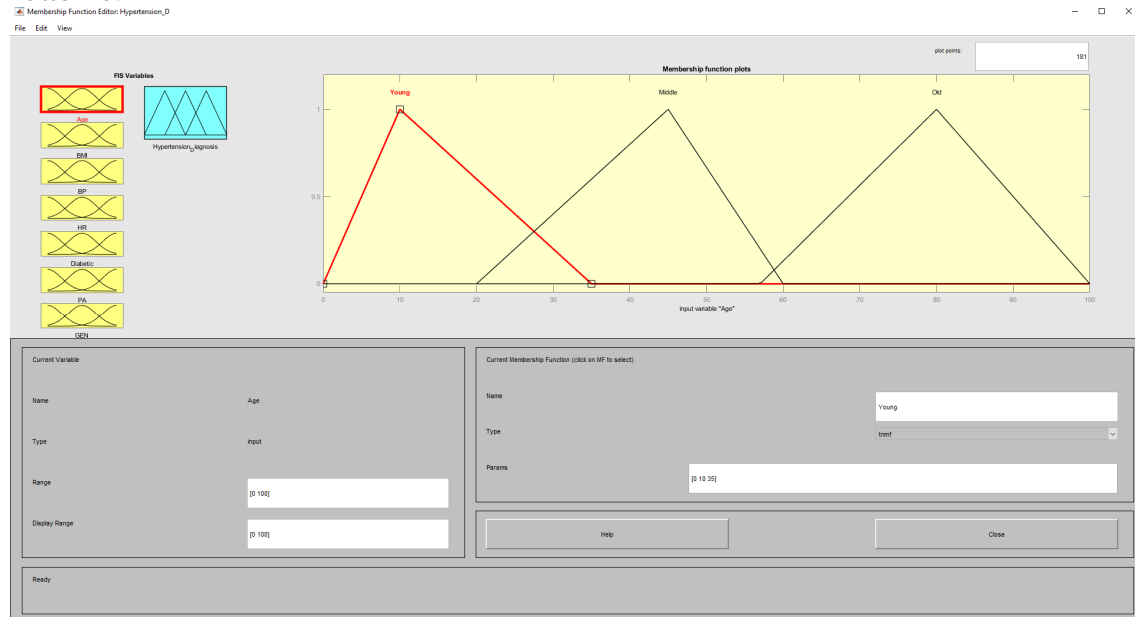 Membership Function Editor: Hypertension_D
File Edit View
plot points:
181
FIS Variables
Membership function plots
Age
BMI
BP
HR
Diabetic
PA
GEN
Hypertension_Diagnosis
Young
Middle
Old
1
0.5
0
0 10 20 30 40 50 60 70 80 90 100
input variable "Age"
Current Variable
Name Age
Type input
Range [0 100]
Display Range [0 100]
Current Membership Function (click on MF to select)
Name Young
Type trimf
Params [0 10 35]
Help Close
Ready